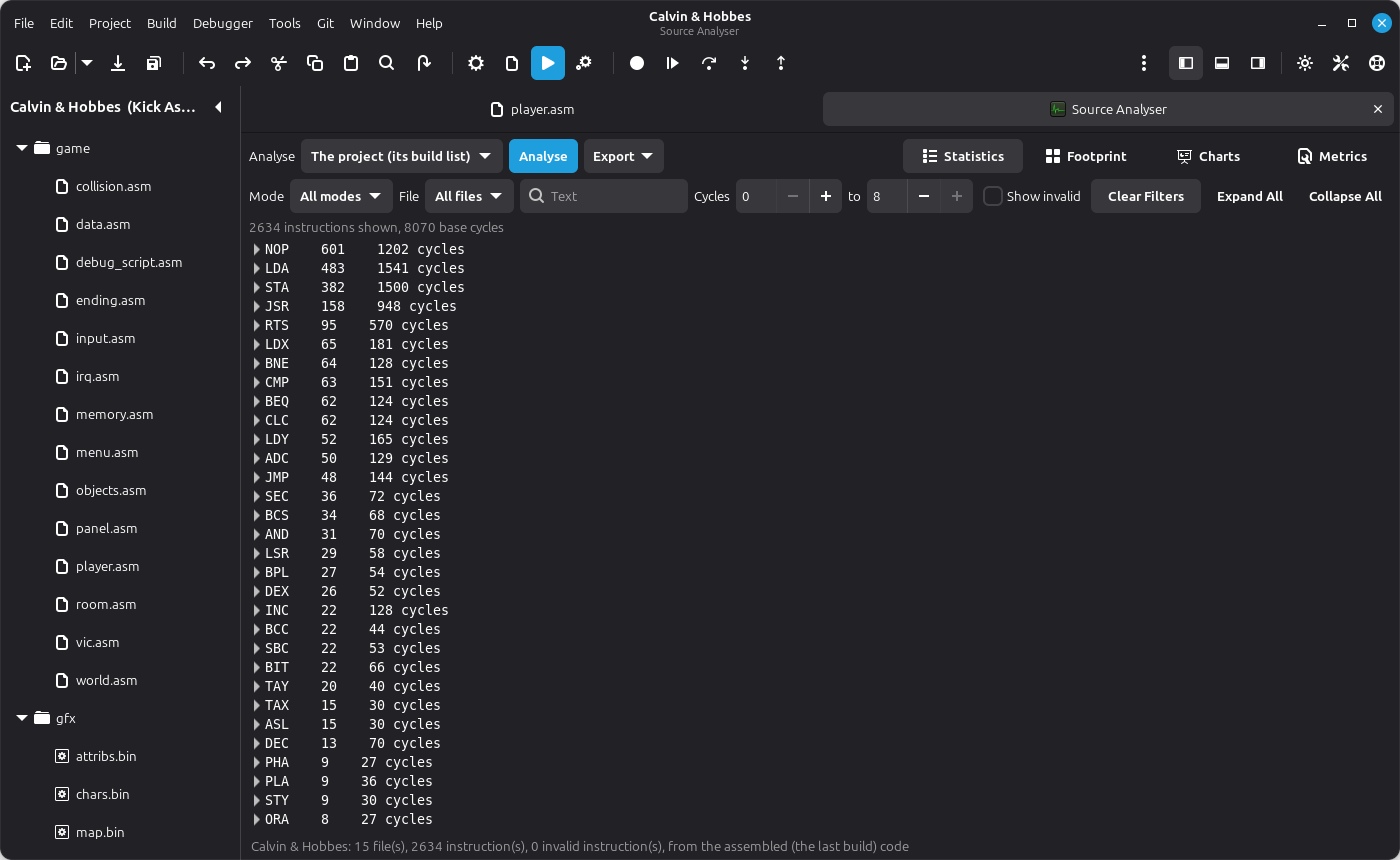 Calvin & Hobbes
Source Analyser
File Edit Project Build Debugger Tools Git Window Help
Calvin & Hobbes (Kick As...
player.asm
Source Analyser
Analyse The project (its build list) Analyse Export Statistics Footprint Charts Metrics
Mode All modes File All files Text Cycles 0 to 8 Show invalid Clear Filters Expand All Collapse All
2634 instructions shown, 8070 base cycles
game
collision.asm
data.asm
debug_script.asm
ending.asm
input.asm
irq.asm
memory.asm
menu.asm
objects.asm
panel.asm
player.asm
room.asm
vic.asm
world.asm
gfx
attribs.bin
chars.bin
map.bin
NOP 601 1202 cycles
LDA 483 1541 cycles
STA 382 1500 cycles
JSR 158 948 cycles
RTS 95 570 cycles
LDX 65 181 cycles
BNE 64 128 cycles
CMP 63 151 cycles
BEQ 62 124 cycles
CLC 62 124 cycles
LDY 52 165 cycles
ADC 50 129 cycles
JMP 48 144 cycles
SEC 36 72 cycles
BCS 34 68 cycles
AND 31 70 cycles
LSR 29 58 cycles
BPL 27 54 cycles
DEX 26 52 cycles
INC 22 128 cycles
BCC 22 44 cycles
SBC 22 53 cycles
BIT 22 66 cycles
TAY 20 40 cycles
TAX 15 30 cycles
ASL 15 30 cycles
DEC 13 70 cycles
PHA 9 27 cycles
PLA 9 36 cycles
STY 9 30 cycles
ORA 8 27 cycles
Calvin & Hobbes: 15 file(s), 2634 instruction(s), 0 invalid instruction(s), from the assembled (the last build) code